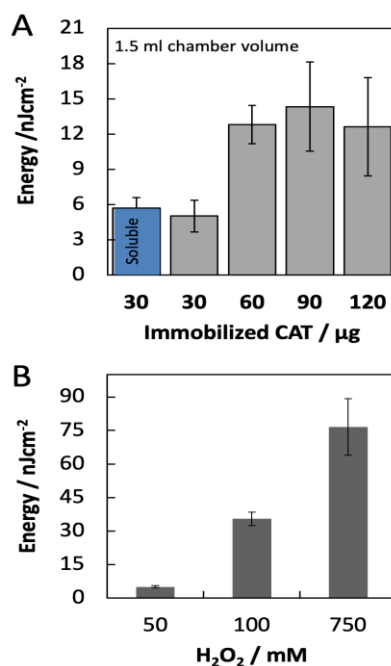 A
1.5 ml chamber volume
Energy /nJcm⁻²
21
18
15
12
9
6
3
0
Soluble
30 30 60 90 120
Immobilized CAT / µg
B
Energy / nJcm⁻²
90
75
60
45
30
15
0
50 100 750
H₂O₂ / mM